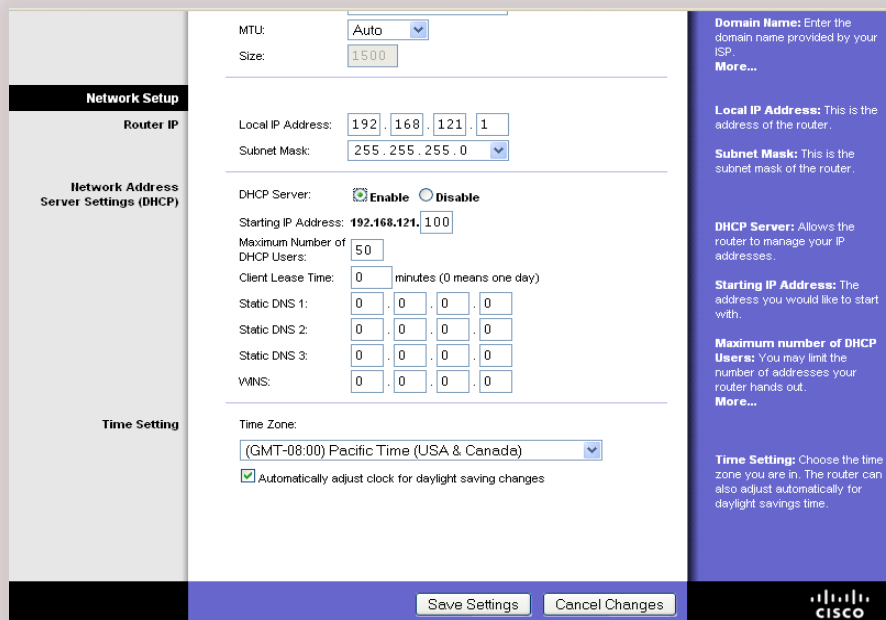 MTU: Auto
Size: 1500
Network Setup
Router IP
Local IP Address: 192 . 168 . 121 . 1
Subnet Mask: 255.255.255.0
Network Address
Server Settings (DHCP)
DHCP Server: Enable Disable
Starting IP Address: 192.168.121. 100
Maximum Number of
DHCP Users: 50
Client Lease Time: 0 minutes (0 means one day)
Static DNS 1: 0 . 0 . 0 . 0
Static DNS 2: 0 . 0 . 0 . 0
Static DNS 3: 0 . 0 . 0 . 0
WINS: 0 . 0 . 0 . 0
Time Setting
Time Zone:
(GMT-08:00) Pacific Time (USA & Canada)
Automatically adjust clock for daylight saving changes
Domain Name: Enter the
domain name provided by your
ISP.
More...
Local IP Address: This is the
address of the router.
Subnet Mask: This is the
subnet mask of the router.
DHCP Server: Allows the
router to manage your IP
addresses.
Starting IP Address: The
address you would like to start
with.
Maximum number of DHCP
Users: You may limit the
number of addresses your
router hands out.
More...
Time Setting: Choose the time
zone you are in. The router can
also adjust automatically for
daylight savings time.
Save Settings Cancel Changes
CISCO